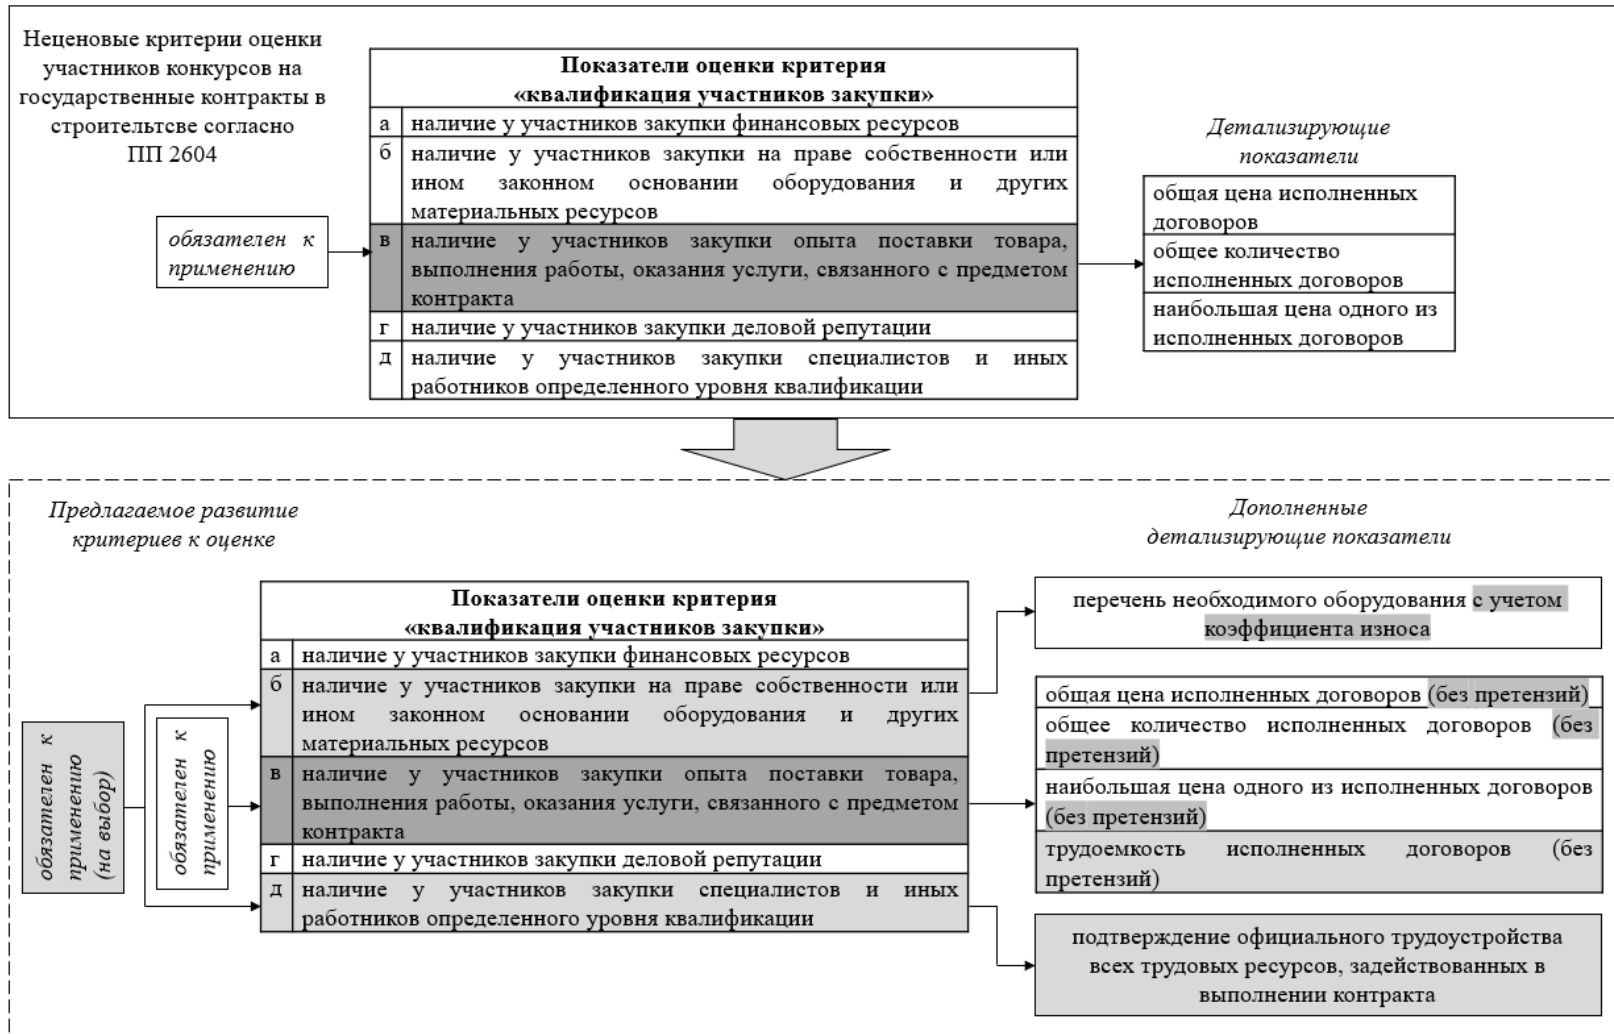 Неценовые критерии оценки
участников конкурсов на
государственные контракты в
строительтсве согласно
ПП 2604
обязателен к
применению
Показатели оценки критерия
«квалификация участников закупки»
а наличие у участников закупки финансовых ресурсов
б наличие у участников закупки на праве собственности или
ином законном основании оборудования и других
материальных ресурсов
в наличие у участников закупки опыта поставки товара,
выполнения работы, оказания услуги, связанного с предметом
контракта
г наличие у участников закупки деловой репутации
д наличие у участников закупки специалистов и иных
работников определенного уровня квалификации
Детализирующие
показатели
общая цена исполненных
договоров
общее количество
исполненных договоров
наибольшая цена одного из
исполненных договоров
Предлагаемое развитие
критериев к оценке
обязателен к
применению
(на выбор)
обязателен к
применению
Показатели оценки критерия
«квалификация участников закупки»
а наличие у участников закупки финансовых ресурсов
б наличие у участников закупки на праве собственности или
ином законном основании оборудования и других
материальных ресурсов
в наличие у участников закупки опыта поставки товара,
выполнения работы, оказания услуги, связанного с предметом
контракта
г наличие у участников закупки деловой репутации
д наличие у участников закупки специалистов и иных
работников определенного уровня квалификации
Дополненные
детализирующие показатели
перечень необходимого оборудования с учетом
коэффициента износа
общая цена исполненных договоров (без претензий)
общее количество исполненных договоров (без
претензий)
наибольшая цена одного из исполненных договоров
(без претензий)
трудоемкость исполненных договоров (без
претензий)
подтверждение официального трудоустройства
всех трудовых ресурсов, задействованных в
выполнении контракта